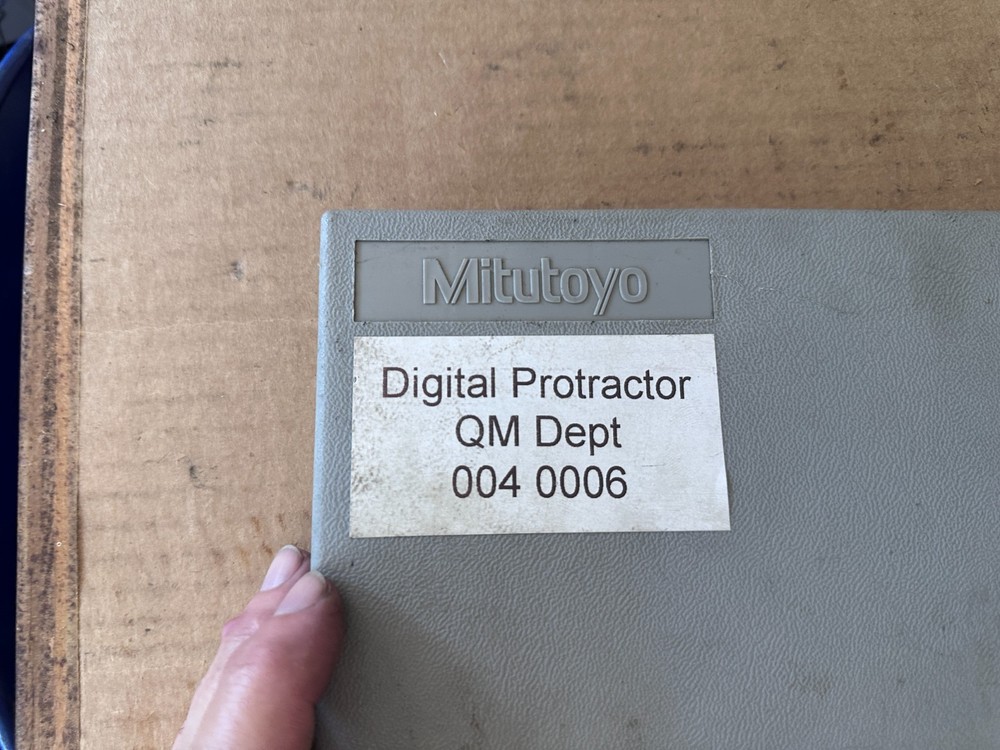 Mitutoyo
Digital Protractor
QM Dept
004 0006